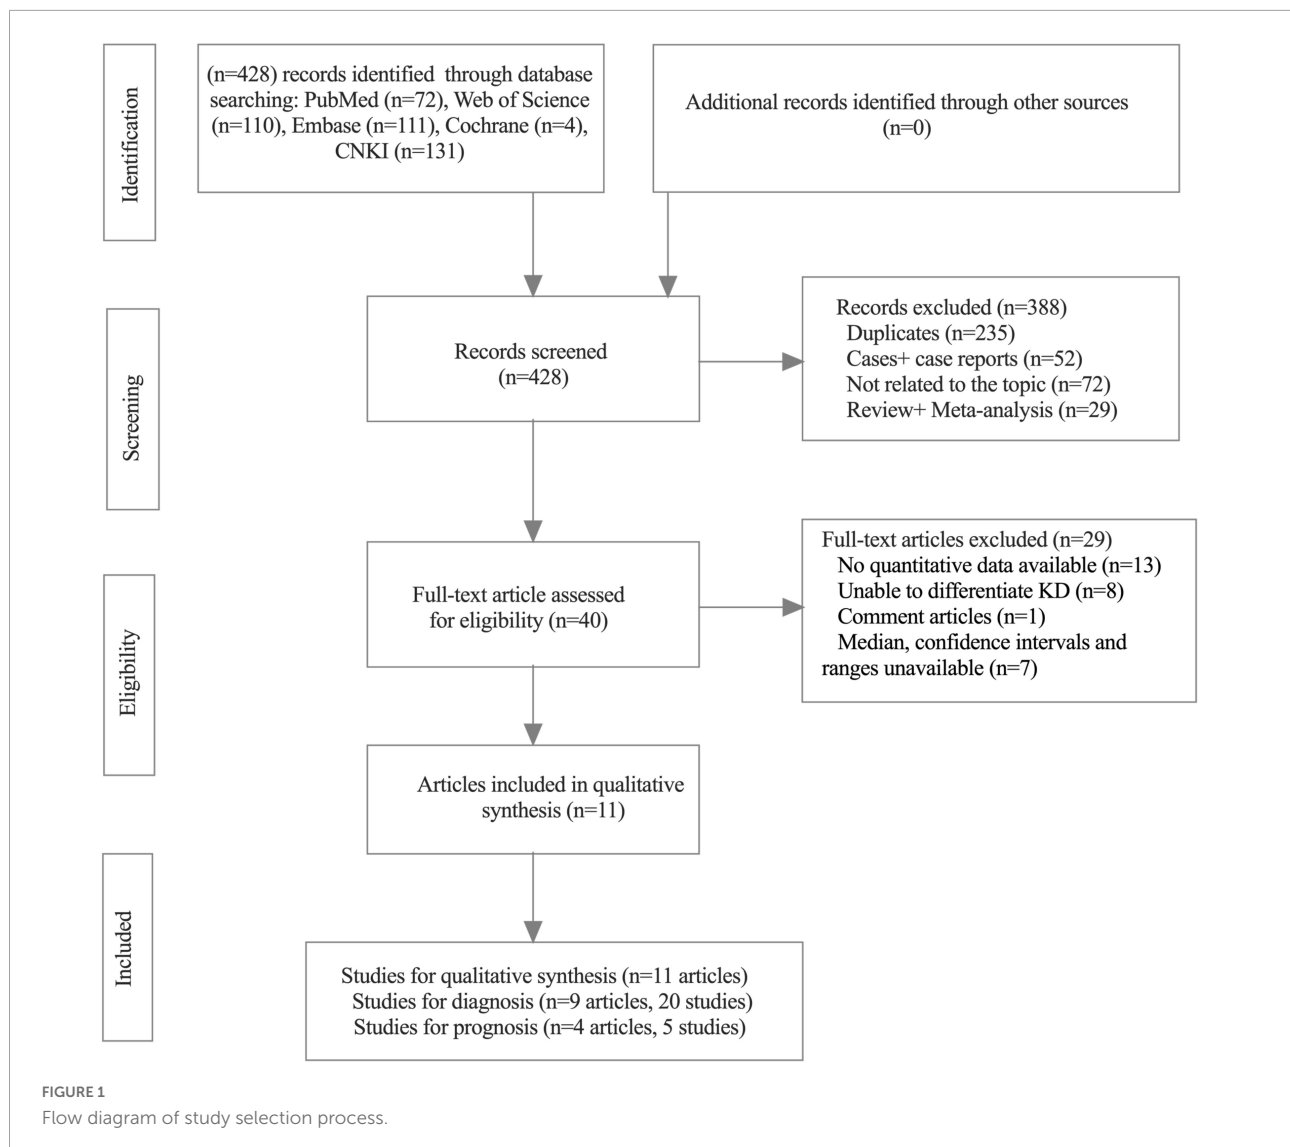 Identification
(n=428) records identified through database
searching: PubMed (n=72), Web of Science
(n=110), Embase (n=111), Cochrane (n=4),
CNKI (n=131)
Additional records identified through other sources
(n=0)
Screening
Records screened
(n=428)
Records excluded (n=388)
Duplicates (n=235)
Cases+ case reports (n=52)
Not related to the topic (n=72)
Review+ Meta-analysis (n=29)
Eligibility
Full-text article assessed
for eligibility (n=40)
Full-text articles excluded (n=29)
No quantitative data available (n=13)
Unable to differentiate KD (n=8)
Comment articles (n=1)
Median, confidence intervals and
ranges unavailable (n=7)
Articles included in qualitative
synthesis (n=11)
Included
Studies for qualitative synthesis (n=11 articles)
Studies for diagnosis (n=9 articles, 20 studies)
Studies for prognosis (n=4 articles, 5 studies)
FIGURE 1
Flow diagram of study selection process.